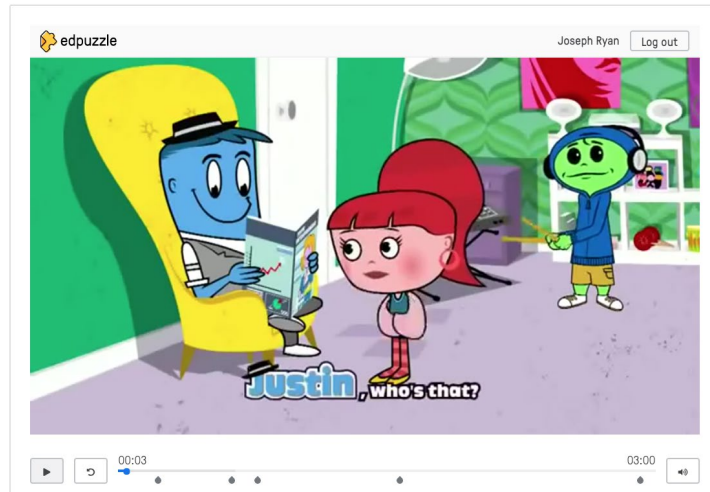 edpuzzle
Joseph Ryan
Log out
Justin, who's that?
00:03
03:00